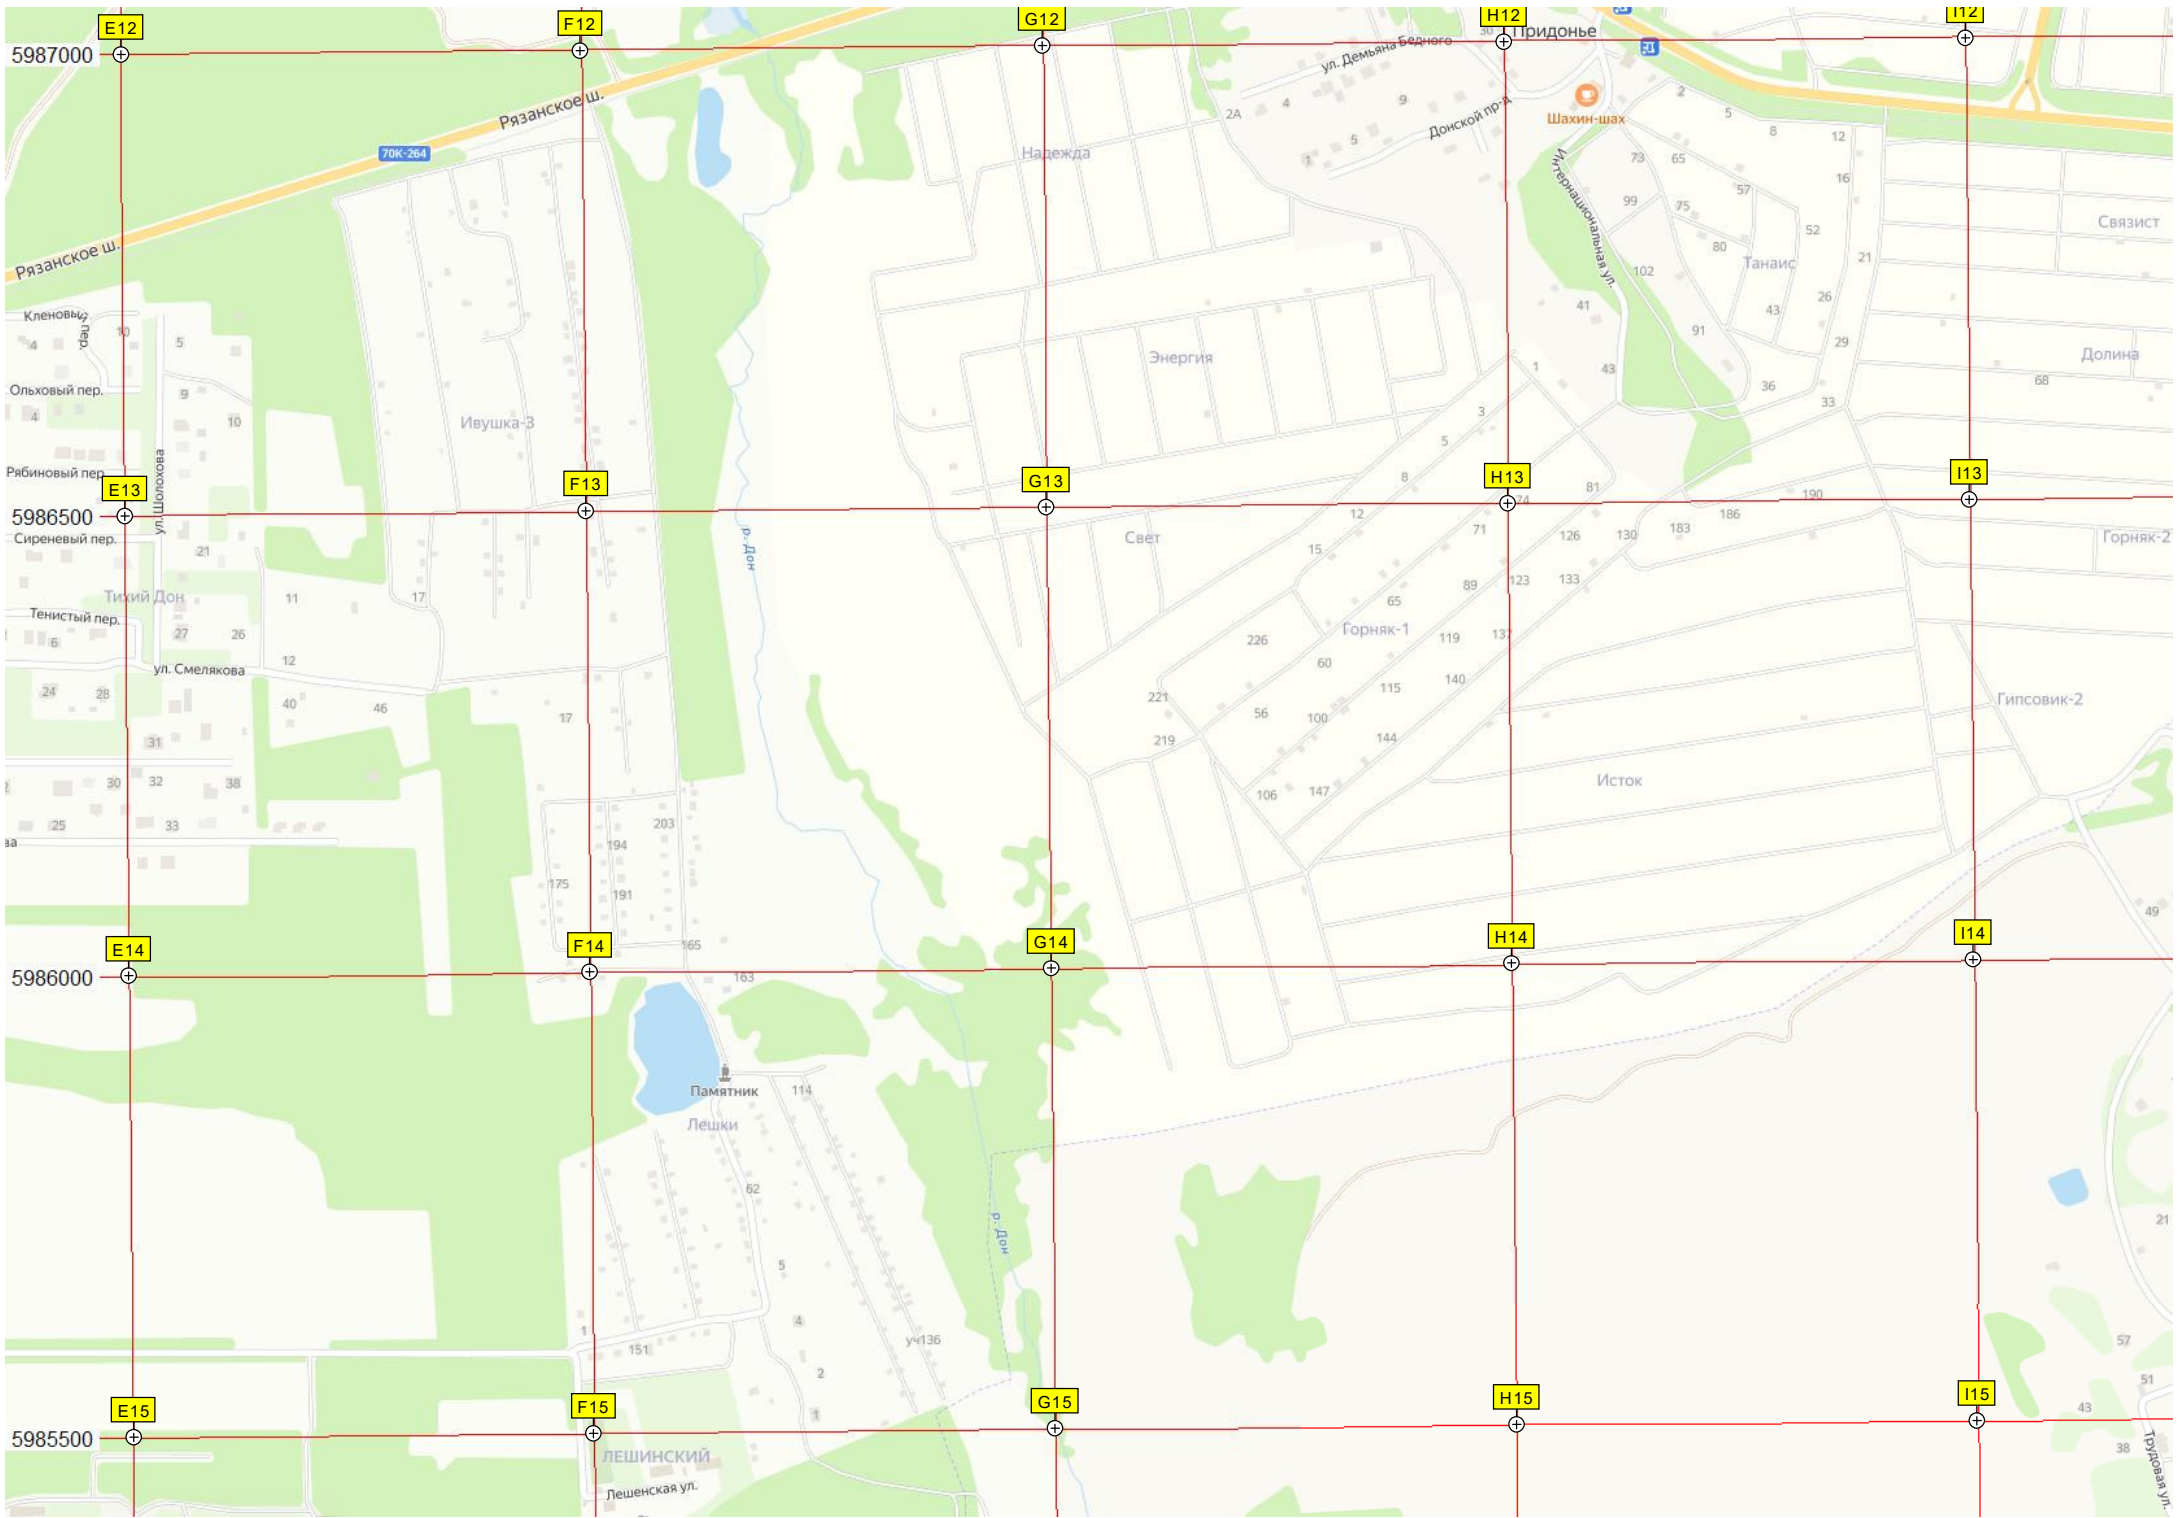 E12
F12
G12
H12
I12
5987000
30
Придонье
ул. Демьяна Бедного
Рязанское ш.
4
9
2А
Донской пр-д
Шахин-шах
2
5
8
12
70К-264
Надежда
1
5
Интернациональная ул.
73
65
57
16
99
75
52
Связист
80
Танаис
21
Рязанское ш.
102
41
26
43
91
29
Кленовый пер.
10
4
5
Энергия
1
43
Долина
68
36
33
Ольховый пер.
9
4
10
Ивушка-3
3
5
8
Рябиновый пер.
ул. Шолохова
E13
F13
G13
H13
I13
81
74
190
5986500
12
71
186
183
Сиреневый пер.
21
р. Дон
Свет
15
126
130
Горняк-2
89
123
133
Тихий Дон
11
17
65
Тенистый пер.
27
26
6
226
Горняк-1
119
137
12
ул. Смелякова
60
24
28
40
46
17
221
115
140
Гипсовик-2
56
100
31
219
144
30
32
38
106
147
Исток
25
33
203
194
175
191
49
E14
F14
G14
H14
I14
165
5986000
163
Памятник
114
Лешки
62
р. Дон
21
5
4
1
151
уч136
57
2
51
E15
F15
G15
H15
I15
1
43
5985500
ЛЕШИНСКИЙ
38
Трудовая ул.
Лешенская ул.